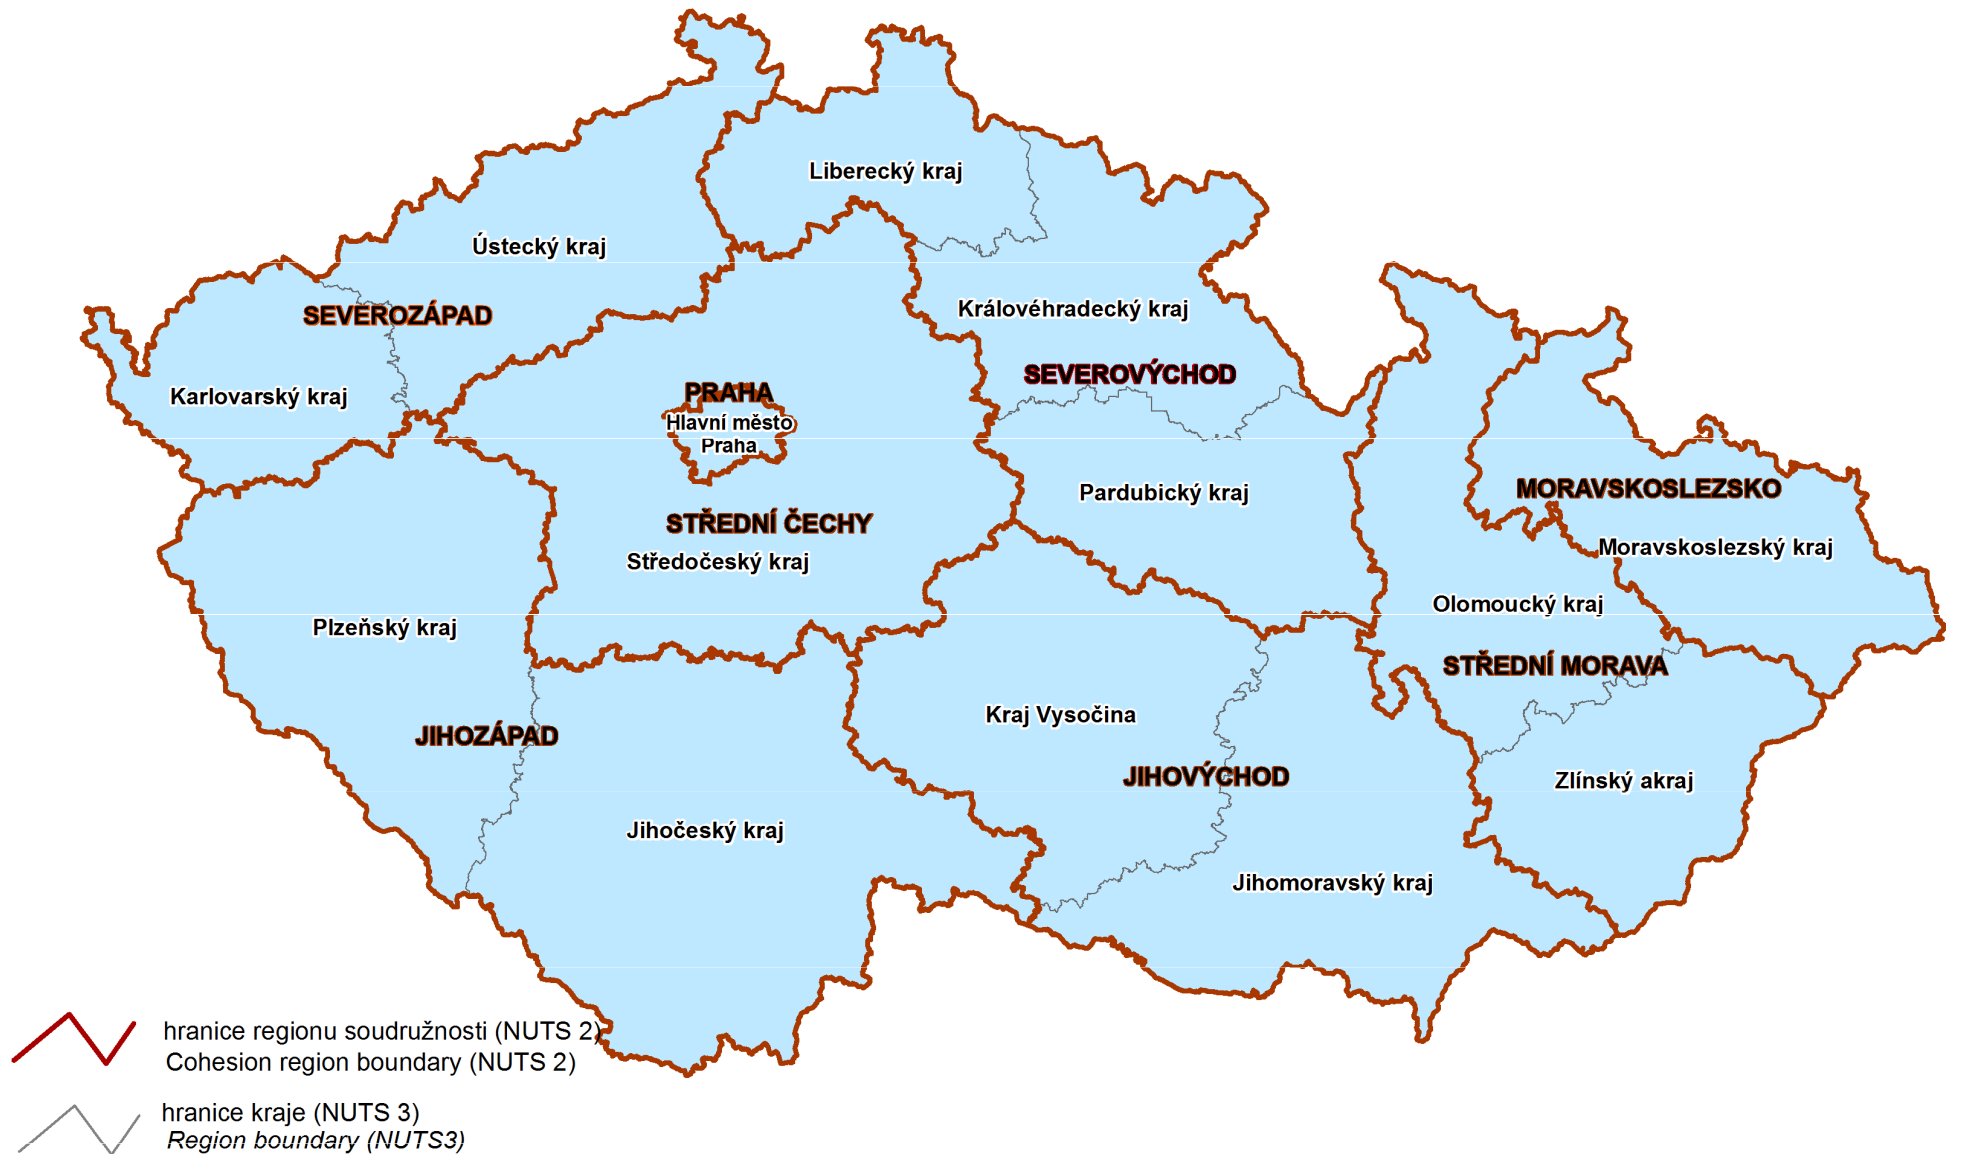 Liberecký kraj
Ústecký kraj
Královéhradecký kraj
SEVEROZÁPAD
SEVEROVÝCHOD
Karlovarský kraj
PRAHA
Hlavní město
Praha
Pardubický kraj
MORAVSKOSLEZSKO
STŘEDNÍ ČECHY
Středočeský kraj
Moravskoslezský kraj
Olomoucký kraj
Plzeňský kraj
STŘEDNÍ MORAVA
Kraj Vysočina
JIHOZÁPAD
JIHOVÝCHOD
Zlínský akraj
Jihočeský kraj
Jihomoravský kraj
hranice regionu soudružnosti (NUTS 2)
Cohesion region boundary (NUTS 2)
hranice kraje (NUTS 3)
Region boundary (NUTS3)